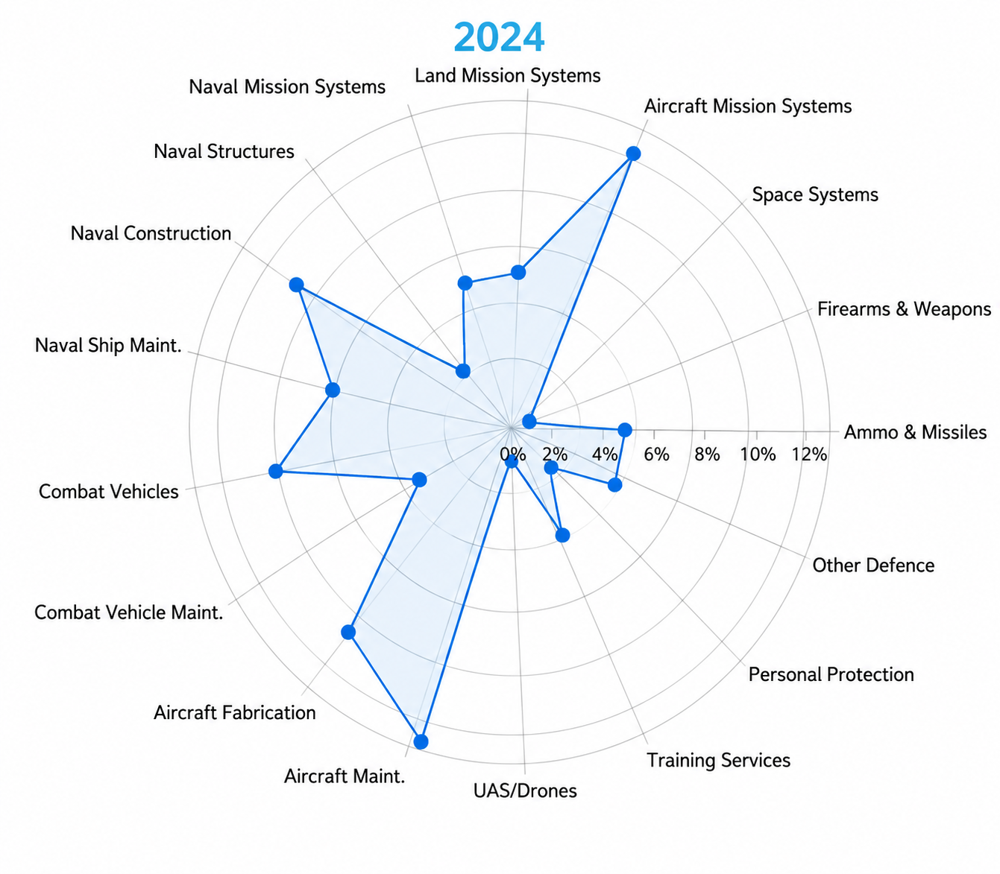 2024
Land Mission Systems
Naval Mission Systems
Aircraft Mission Systems
Naval Structures
Space Systems
Naval Construction
Firearms & Weapons
Naval Ship Maint.
Ammo & Missiles
0% 2% 4% 6% 8% 10% 12%
Combat Vehicles
Other Defence
Combat Vehicle Maint.
Personal Protection
Aircraft Fabrication
Training Services
Aircraft Maint.
UAS/Drones